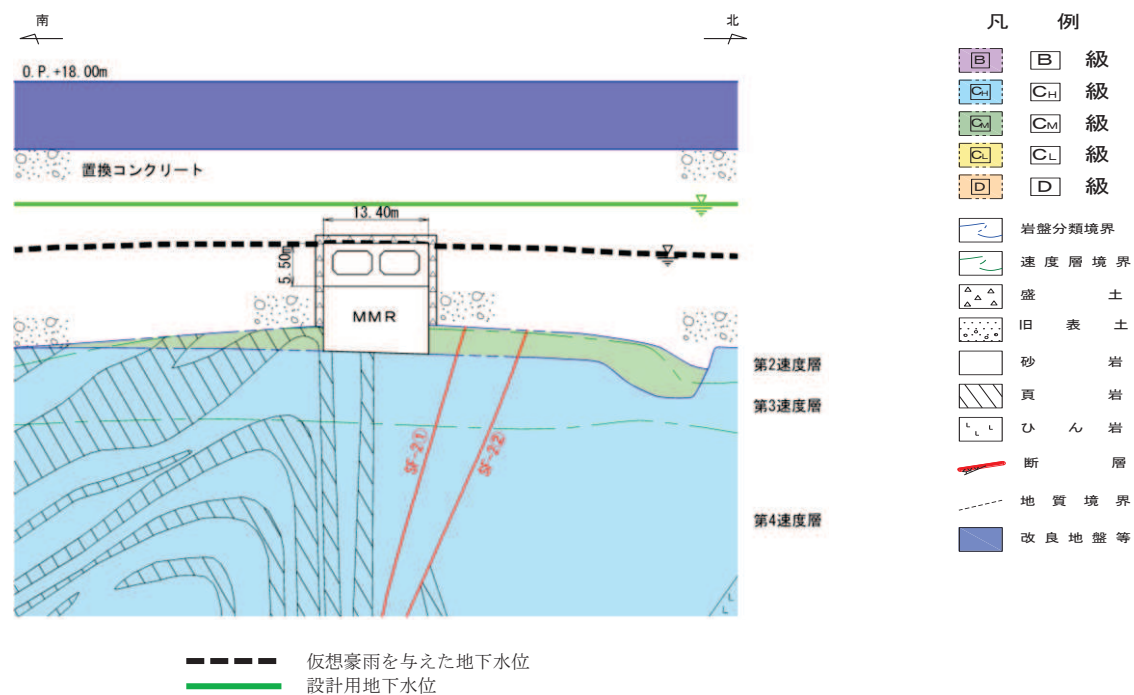 南
北
O.P.+18.00m
置換コンクリート
13.40m
5.50m
MMR
第2速度層
第3速度層
第4速度層
SF-2①
SF-2②
仮想豪雨を与えた地下水位
設計用地下水位
凡 例
B B 級
CH CH 級
CM CM 級
CL CL 級
D D 級
岩盤分類境界
速度層境界
盛土
旧表土
砂岩
頁岩
ひん岩
断層
地質境界
改良地盤等